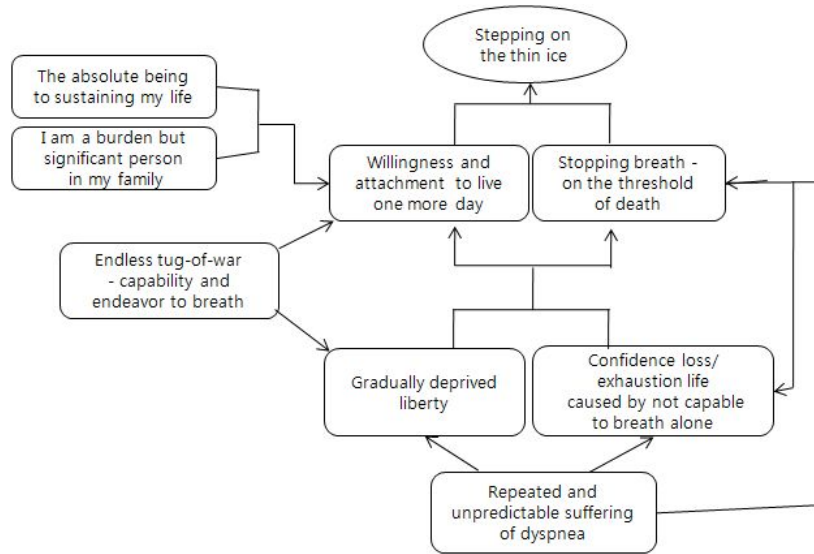 Stepping on
the thin ice
The absolute being
to sustaining my life
I am a burden but
significant person
in my family
Willingness and
attachment to live
one more day
Stopping breath -
on the threshold
of death
Endless tug-of-war
- capability and
endeavor to breath
Gradually deprived
liberty
Confidence loss/
exhaustion life
caused by not capable
to breath alone
Repeated and
unpredictable suffering
of dyspnea